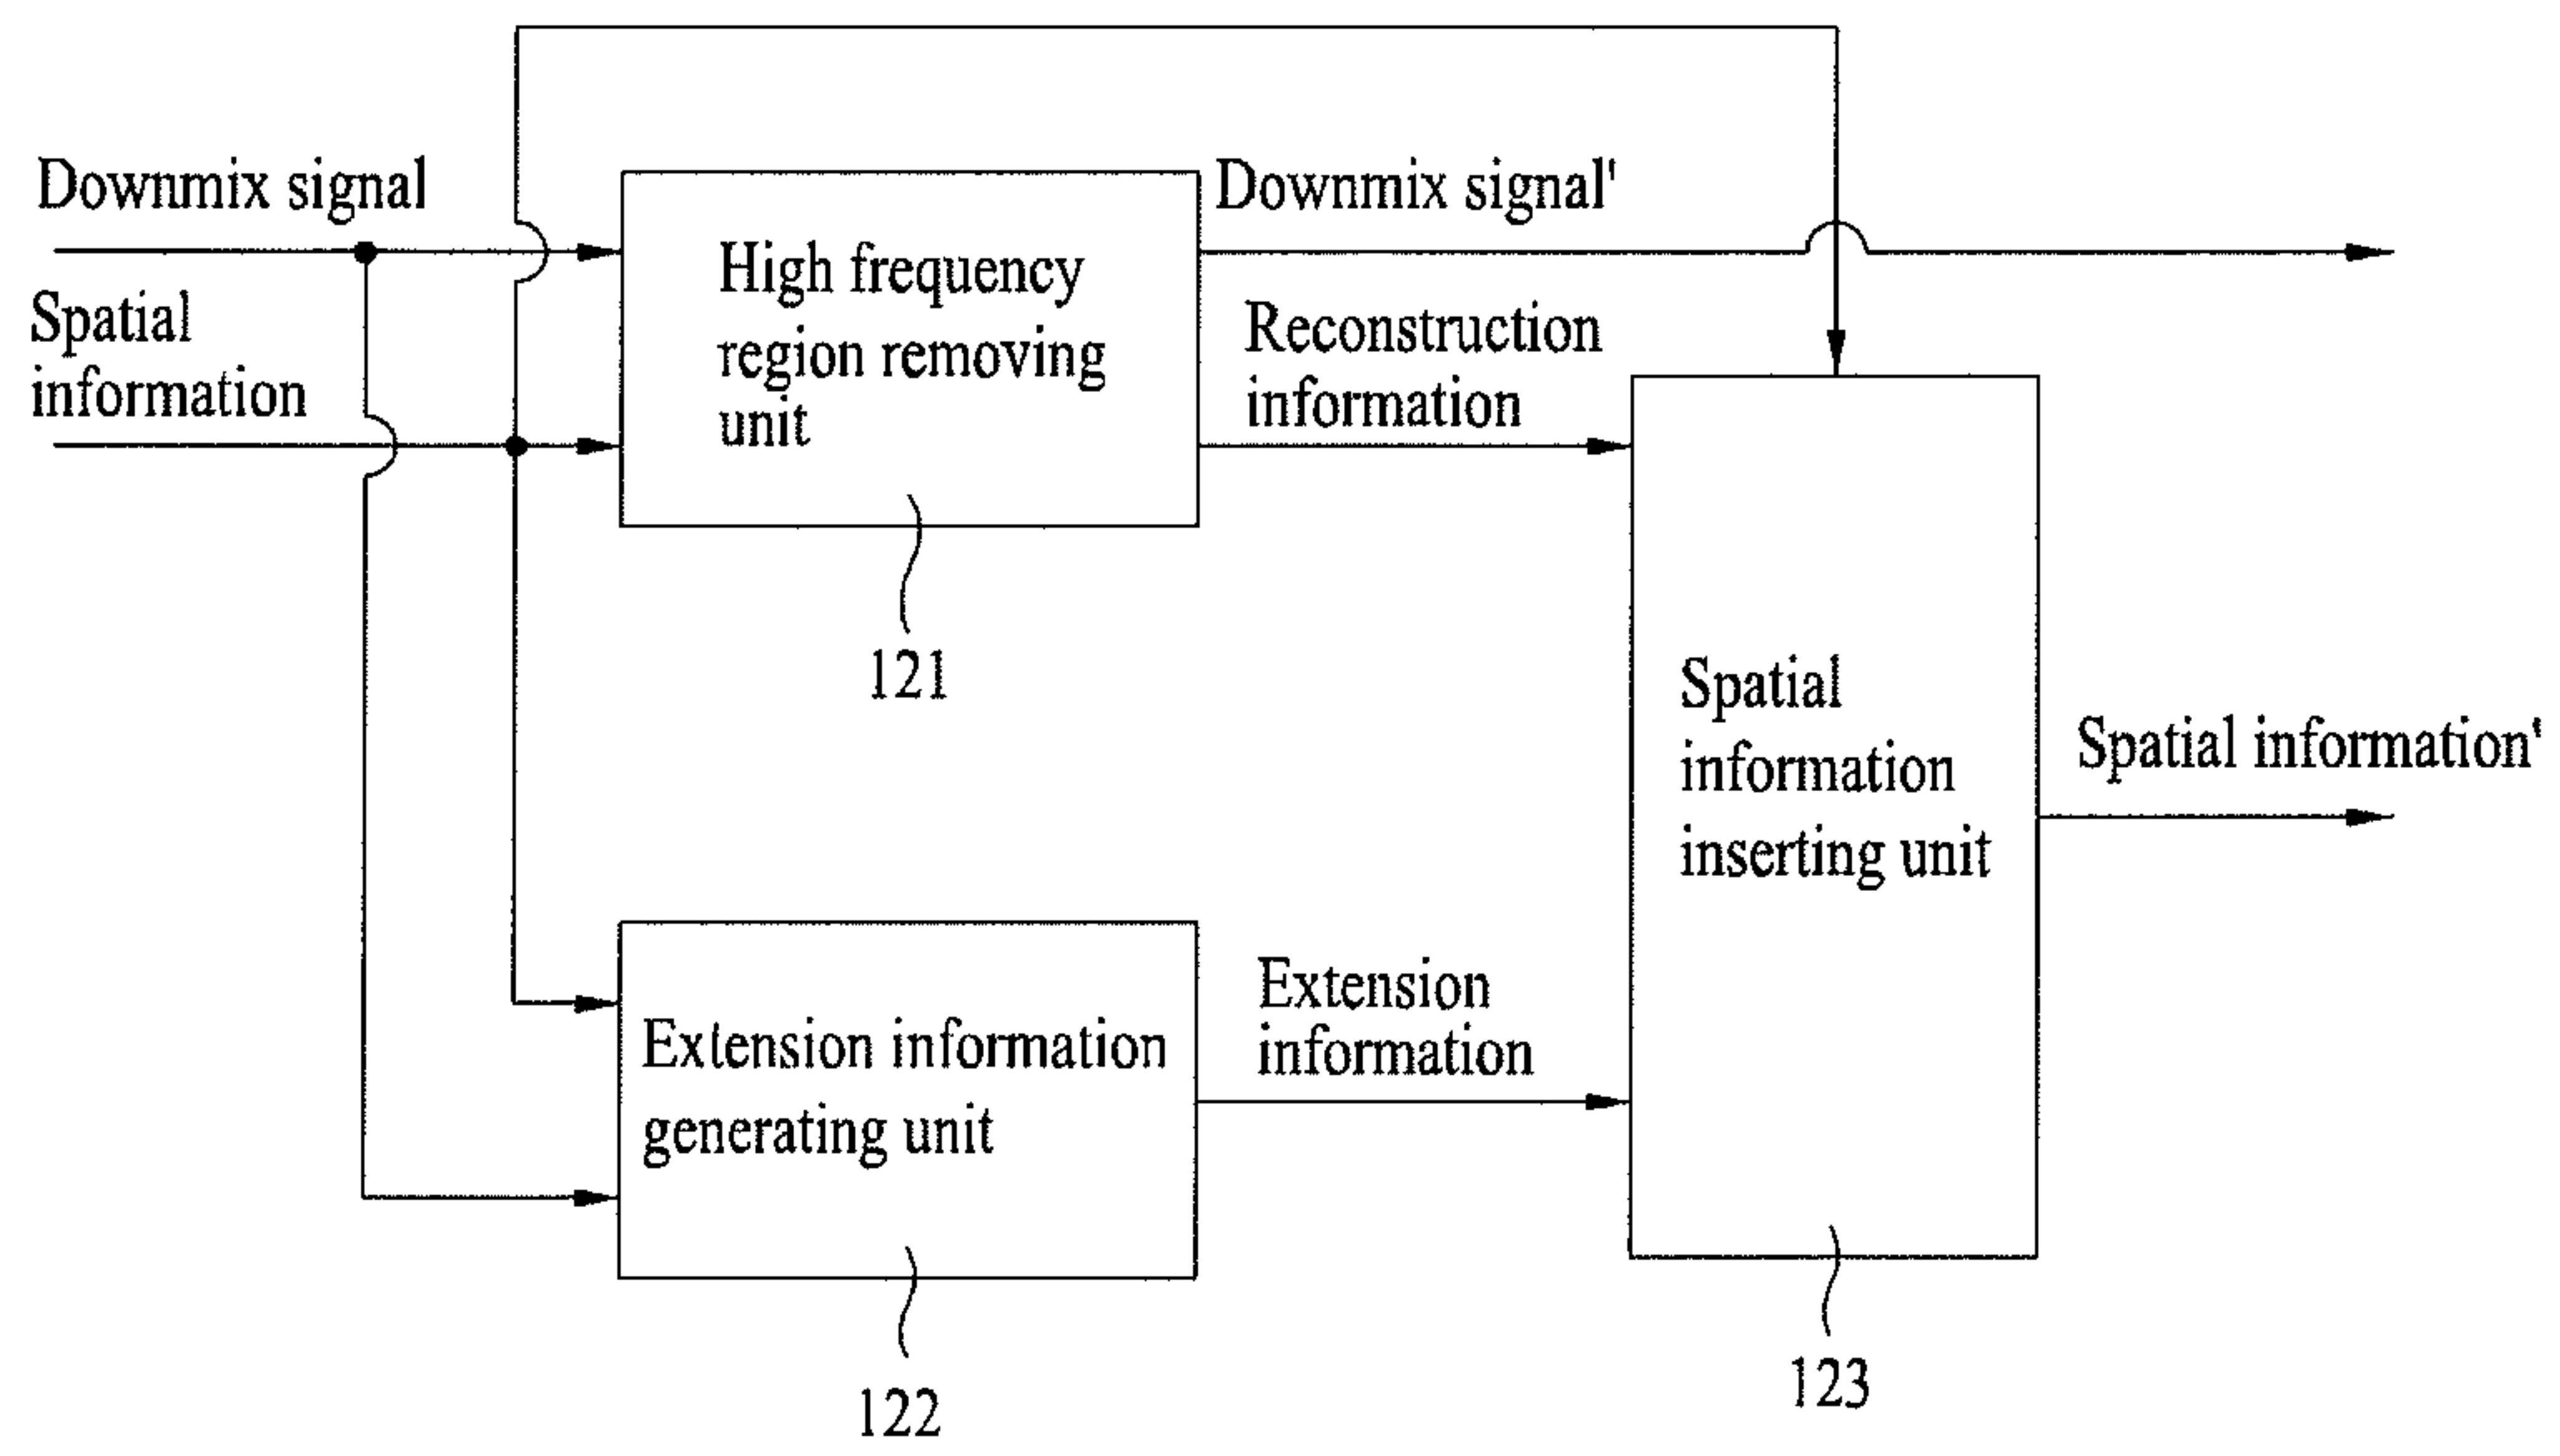 Downmix signal
Spatial
information
High frequency
region removing
unit
121
Downmix signal'
Reconstruction
information
Extension information
generating unit
122
Extension
information
Spatial
information
inserting unit
123
Spatial information'